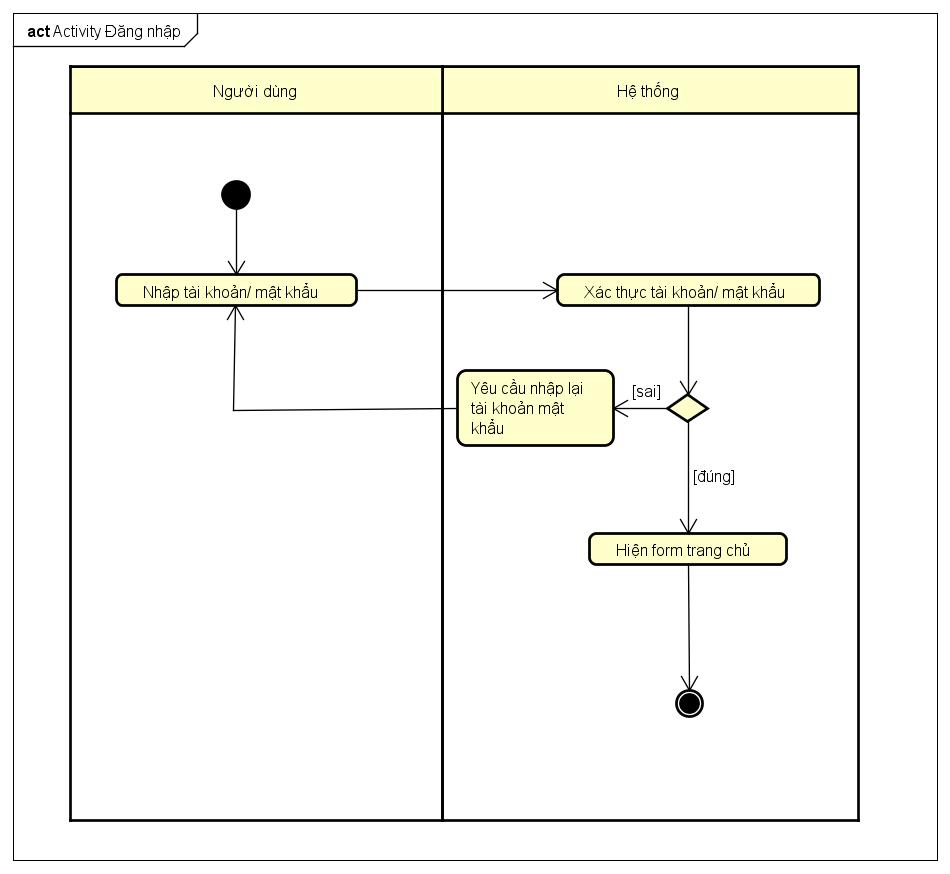 act Activity Đăng nhập
Người dùng
Hệ thống
Nhập tài khoản/ mật khẩu
Xác thực tài khoản/ mật khẩu
Yêu cầu nhập lại
tài khoản mật
khẩu
[sai]
[đúng]
Hiện form trang chủ